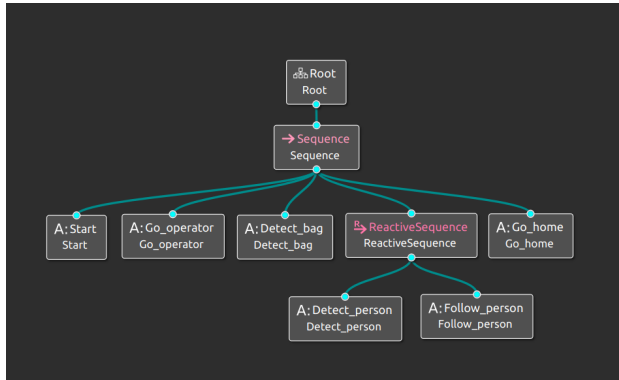 Root
Root
Sequence
Sequence
A: Start
Start
A: Go_operator
Go_operator
A: Detect_bag
Detect_bag
R ReactiveSequence
ReactiveSequence
A: Go_home
Go_home
A: Detect_person
Detect_person
A: Follow_person
Follow_person